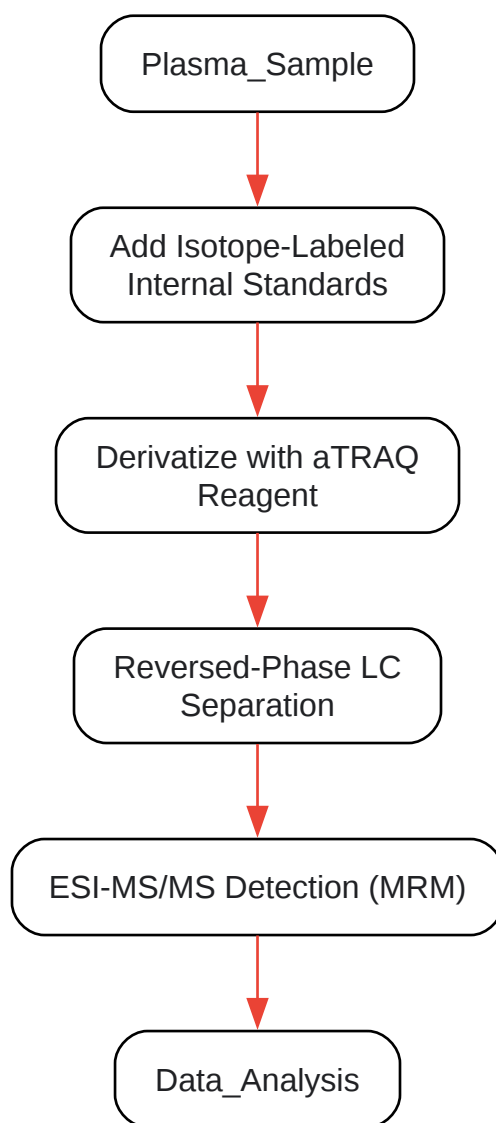 Plasma_Sample
Add Isotope-Labeled
Internal Standards
Derivatize with aTRAQ
Reagent
Reversed-Phase LC
Separation
ESI-MS/MS Detection (MRM)
Data_Analysis